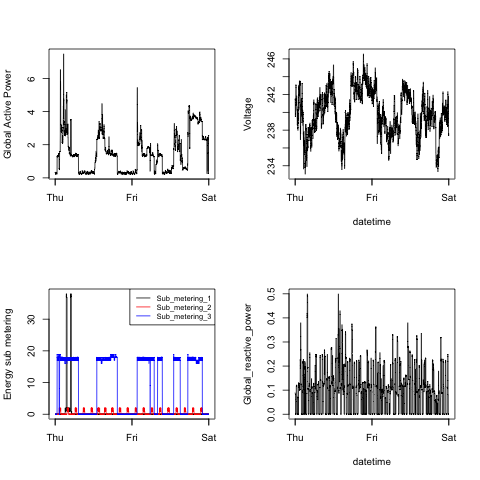 Global Active Power
6
4
2
0
Thu Fri Sat
Voltage
246
242
238
234
Thu Fri Sat
datetime
Energy sub metering
30
20
10
0
Sub_metering_1
Sub_metering_2
Sub_metering_3
Thu Fri Sat
Global_reactive_power
0.5
0.4
0.3
0.2
0.1
0.0
Thu Fri Sat
datetime